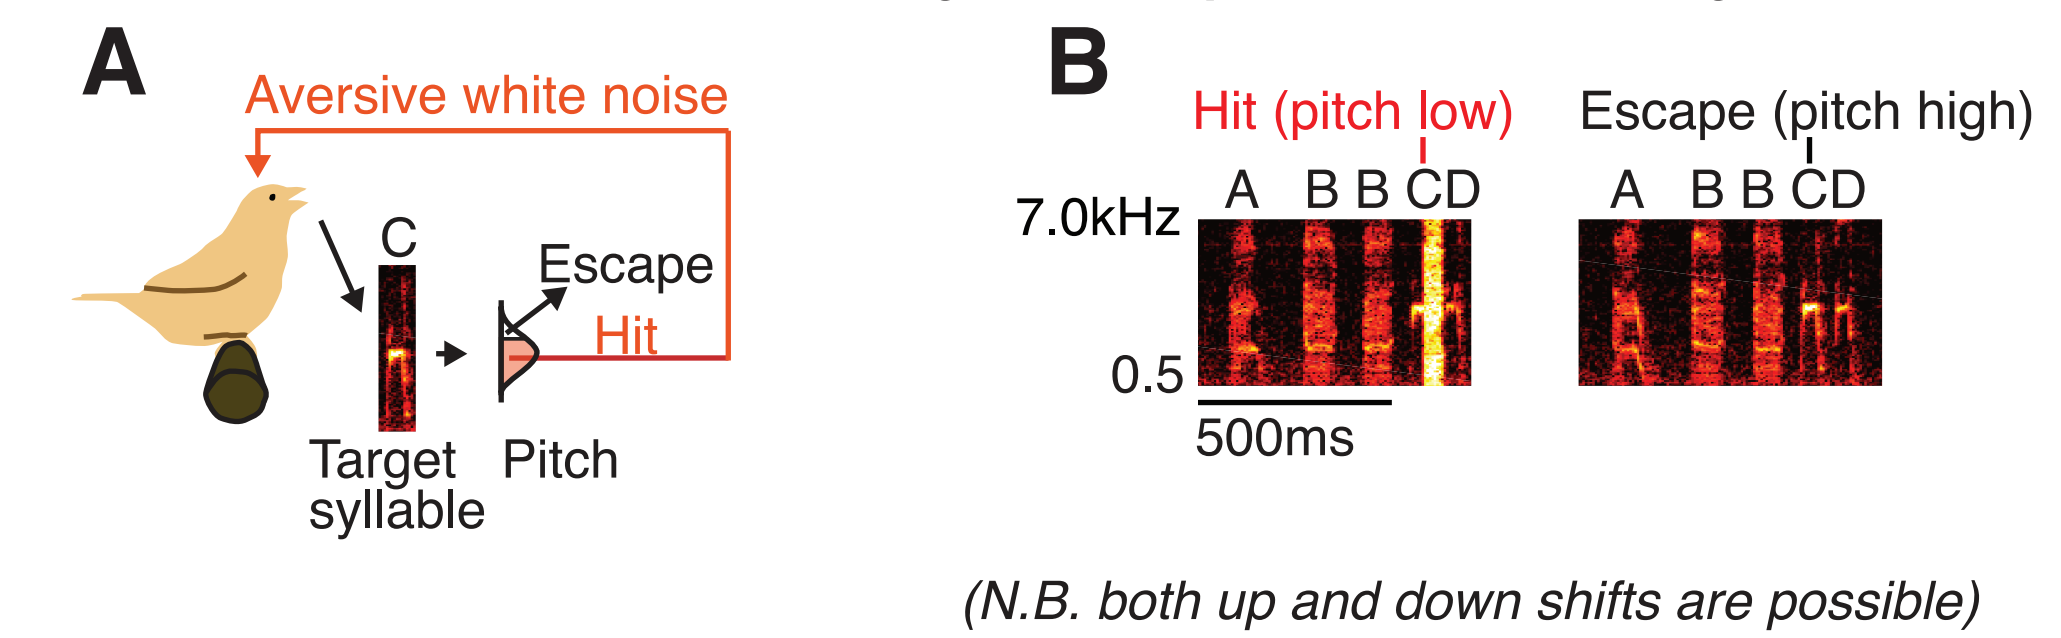 A
Aversive white noise
C
Escape
Hit
Target
syllable
Pitch
B
Hit (pitch low)
Escape (pitch high)
A B B CD
A B B CD
7.0kHz
0.5
500ms
(N.B. both up and down shifts are possible)